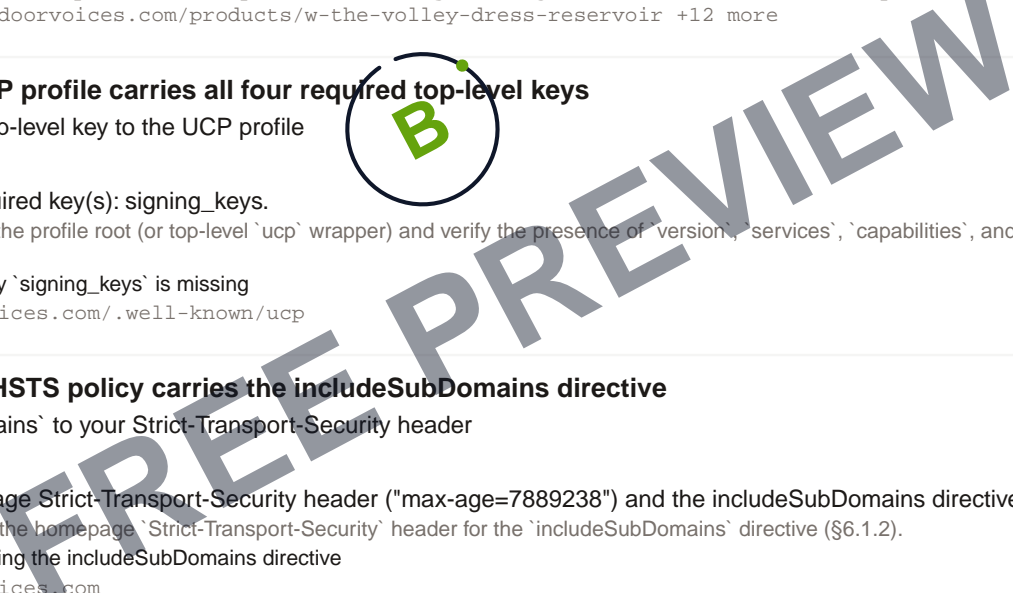 doorvoices.com/products/w-the-volley-dress-reservoir +12 more
P profile carries all four required top-level keys
B
o-level key to the UCP profile
uired key(s): signing_keys.
the profile root (or top-level `ucp` wrapper) and verify the presence of `version`, `services`, `capabilities`, and
y `signing_keys` is missing
ices.com/.well-known/ucp
HSTS policy carries the includeSubDomains directive
ains` to your Strict-Transport-Security header
age Strict-Transport-Security header ("max-age=7889238") and the includeSubDomains directive
the homepage `Strict-Transport-Security` header for the `includeSubDomains` directive (§6.1.2).
ing the includeSubDomains directive
ices.com
FREE PREVIEW